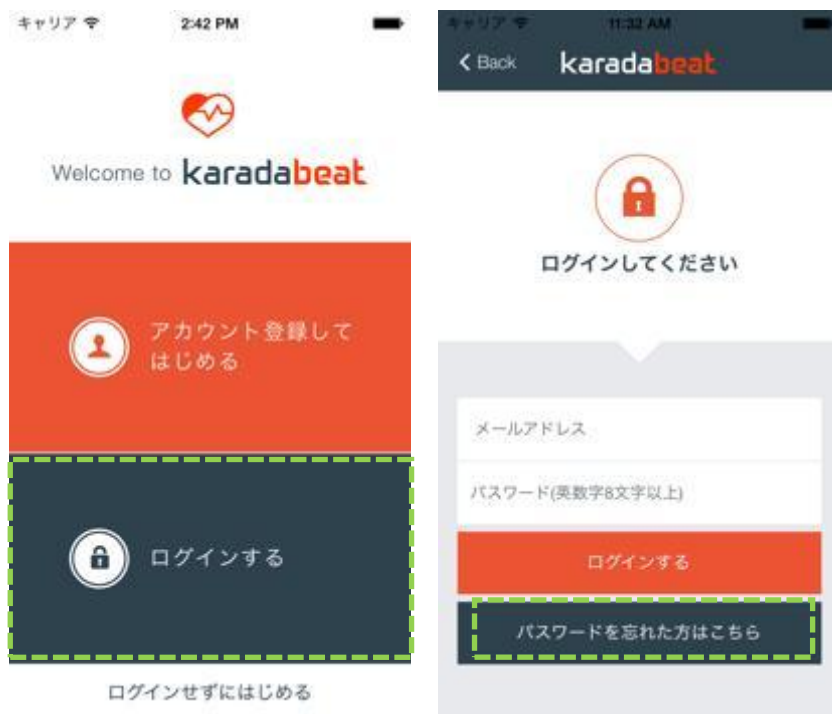 キャリア 2:42 PM
Welcome to karadabeat
アカウント登録して
はじめる
ログインする
ログインせずにはじめる
キャリア 11:32 AM
Back karadabeat
ログインしてください
メールアドレス
パスワード(英数字8文字以上)
ログインする
パスワードを忘れた方はこちら